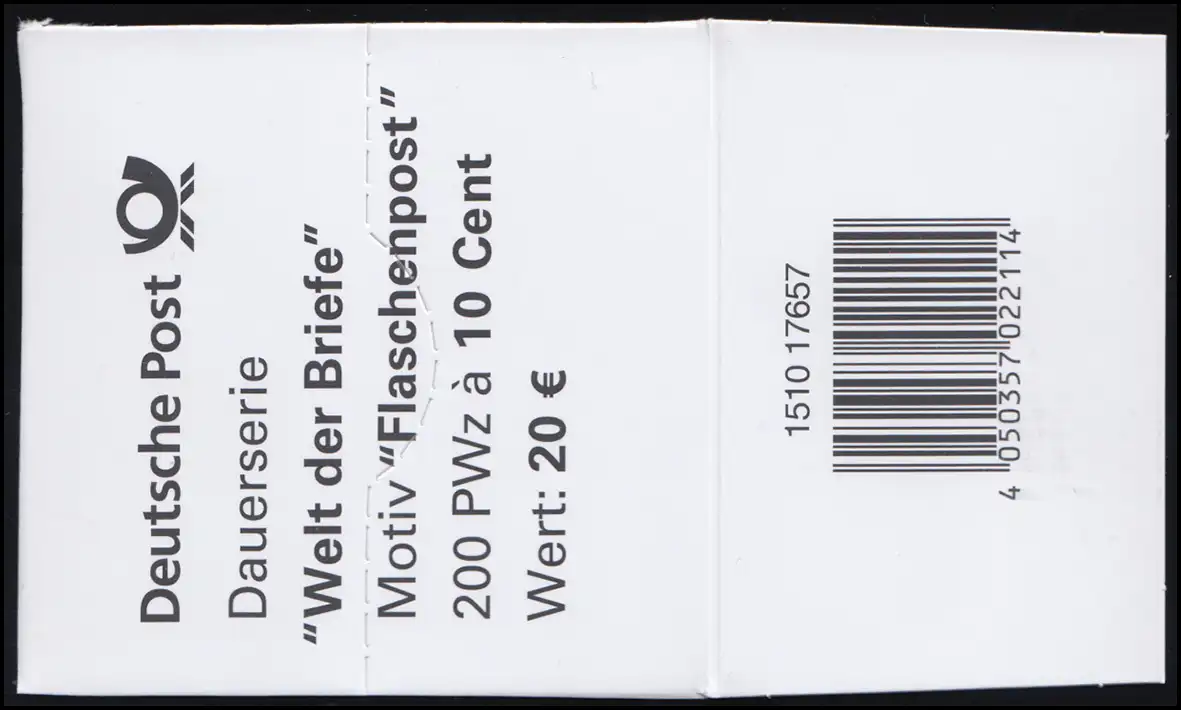 Deutsche Post
Dauerserie
“Welt der Briefe”
Motiv “Flaschenpost”
200 PWz à 10 Cent
Wert: 20 €
1510 17657
4 050357 022114